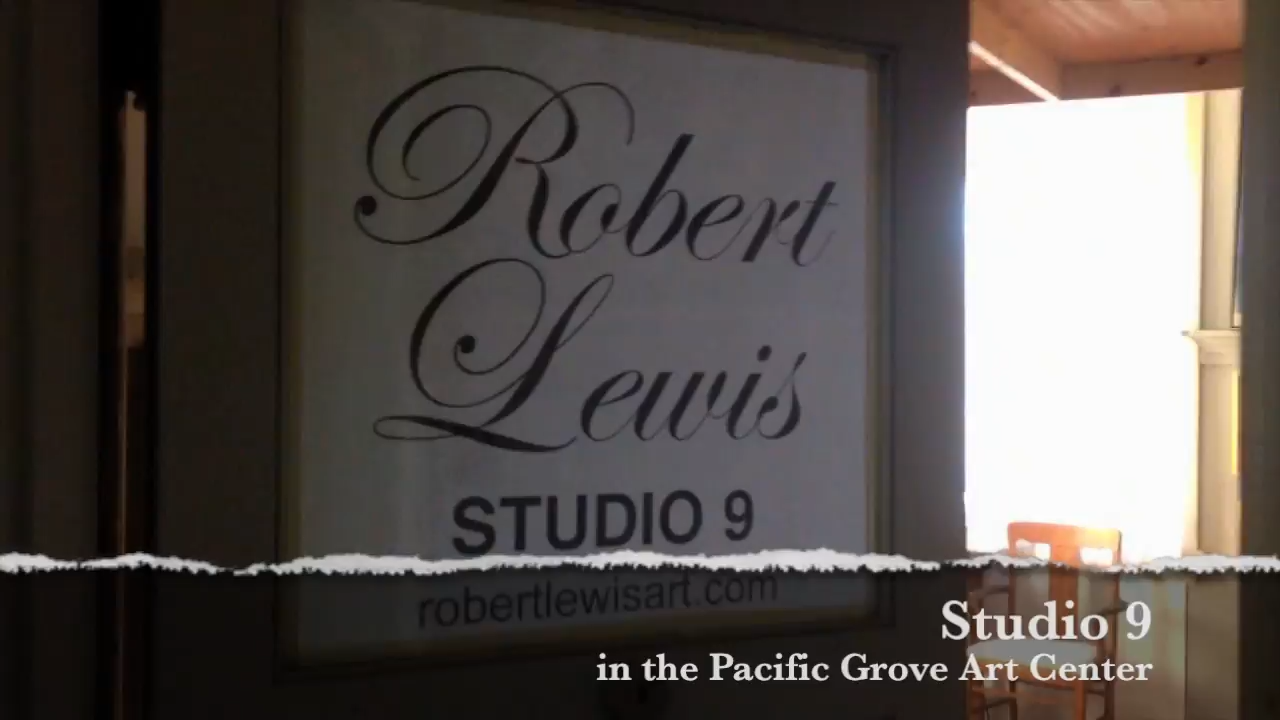 Robert
Lewis
STUDIO 9
robertlewisart.com
Studio 9
in the Pacific Grove Art Center